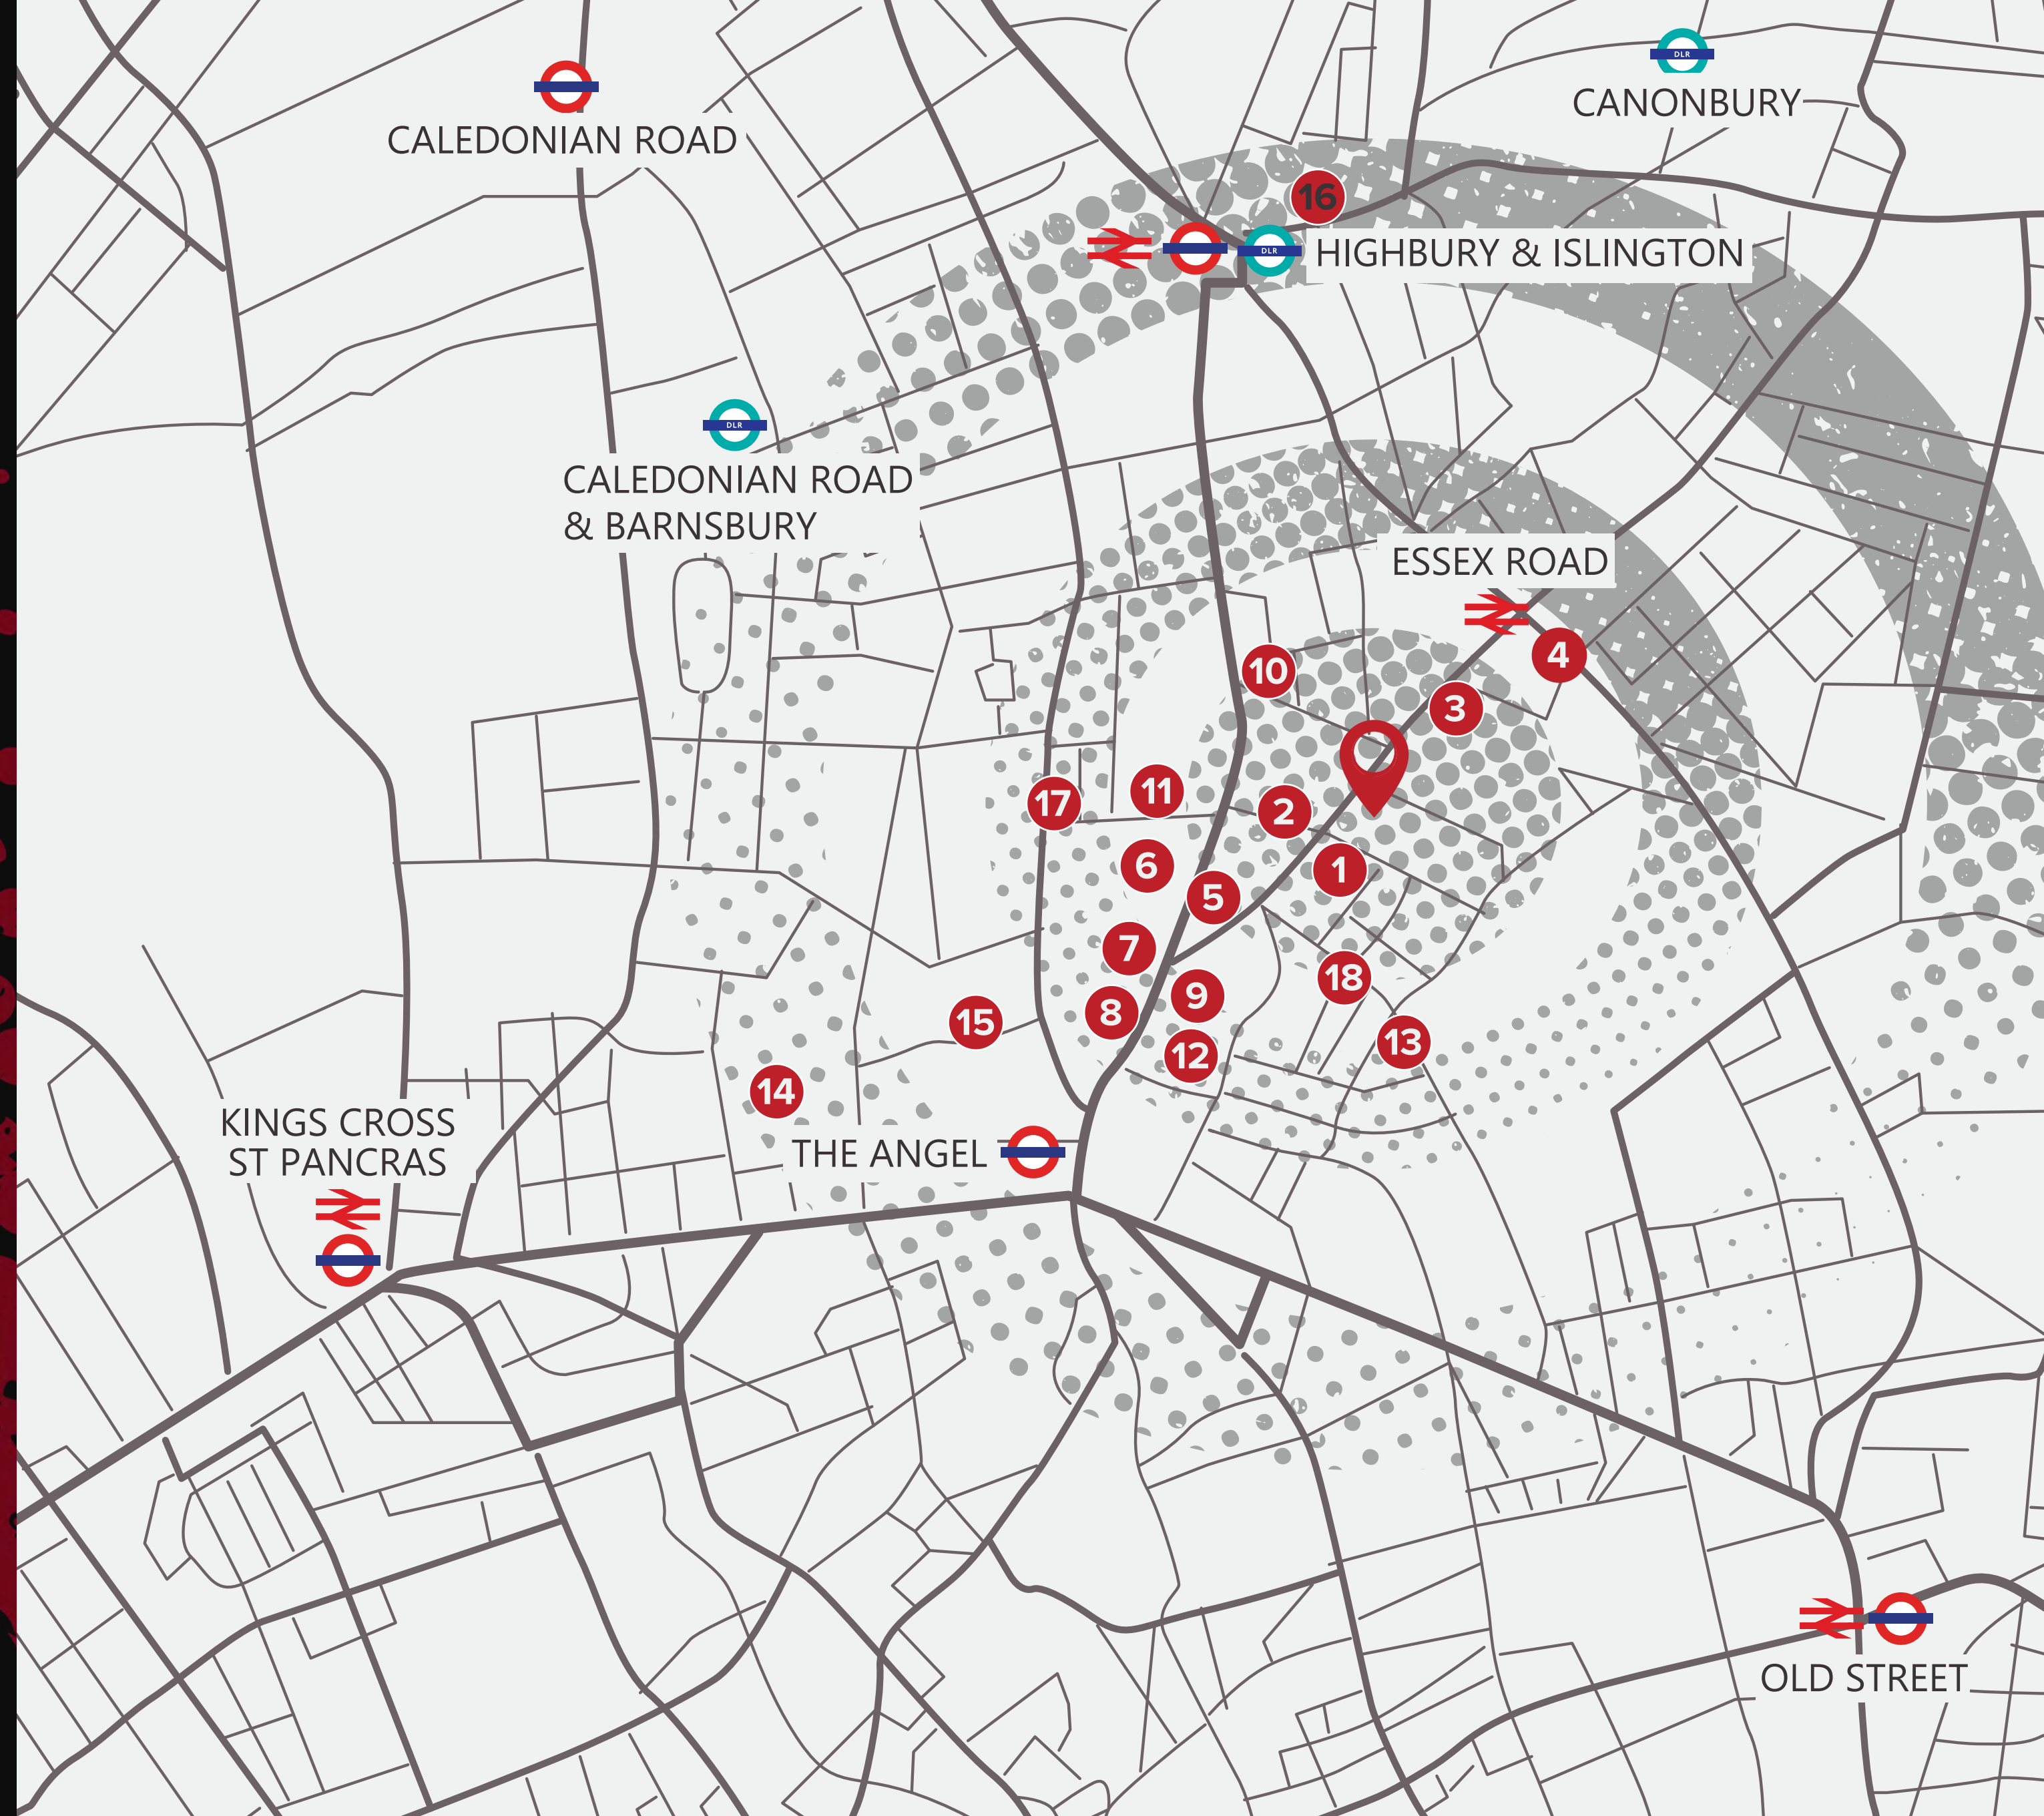 DLR
CANONBURY
CALEDONIAN ROAD
16
DLR
HIGHBURY & ISLINGTON
DLR
CALEDONIAN ROAD
& BARNSBURY
ESSEX ROAD
4
10
3
17
11
2
6
1
5
7
18
9
8
15
13
12
14
KINGS CROSS
ST PANCRAS
THE ANGEL
OLD STREET